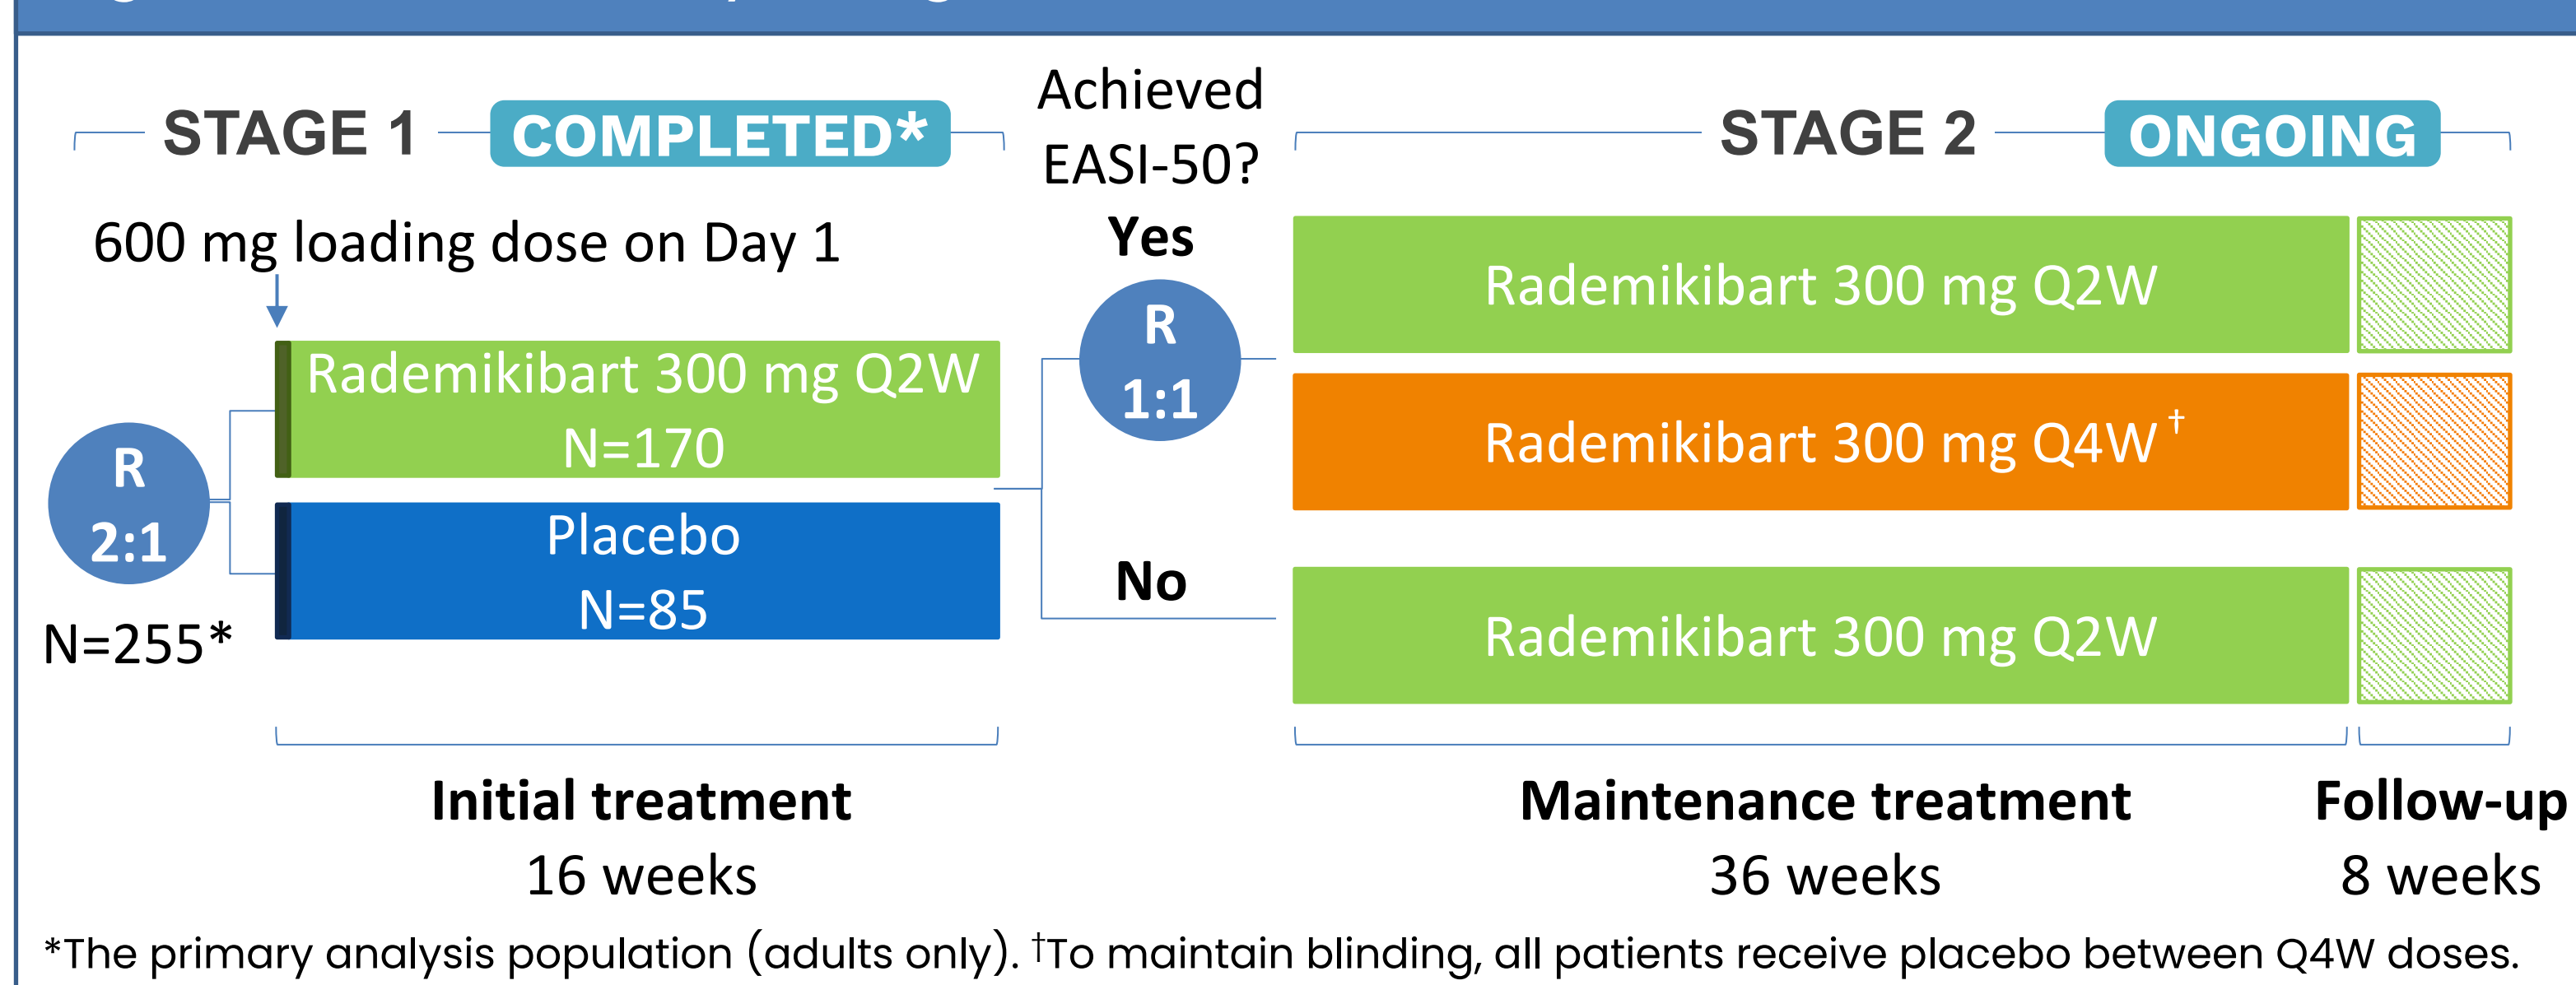 STAGE 1 COMPLETED*
Achieved
EASI-50?
STAGE 2 ONGOING
600 mg loading dose on Day 1
R
2:1
N=255*
Rademikibart 300 mg Q2W
N=170
Placebo
N=85
Yes
R
1:1
No
Rademikibart 300 mg Q2W
Rademikibart 300 mg Q4W†
Rademikibart 300 mg Q2W
Initial treatment
16 weeks
Maintenance treatment
36 weeks
Follow-up
8 weeks
*The primary analysis population (adults only). †To maintain blinding, all patients receive placebo between Q4W doses.